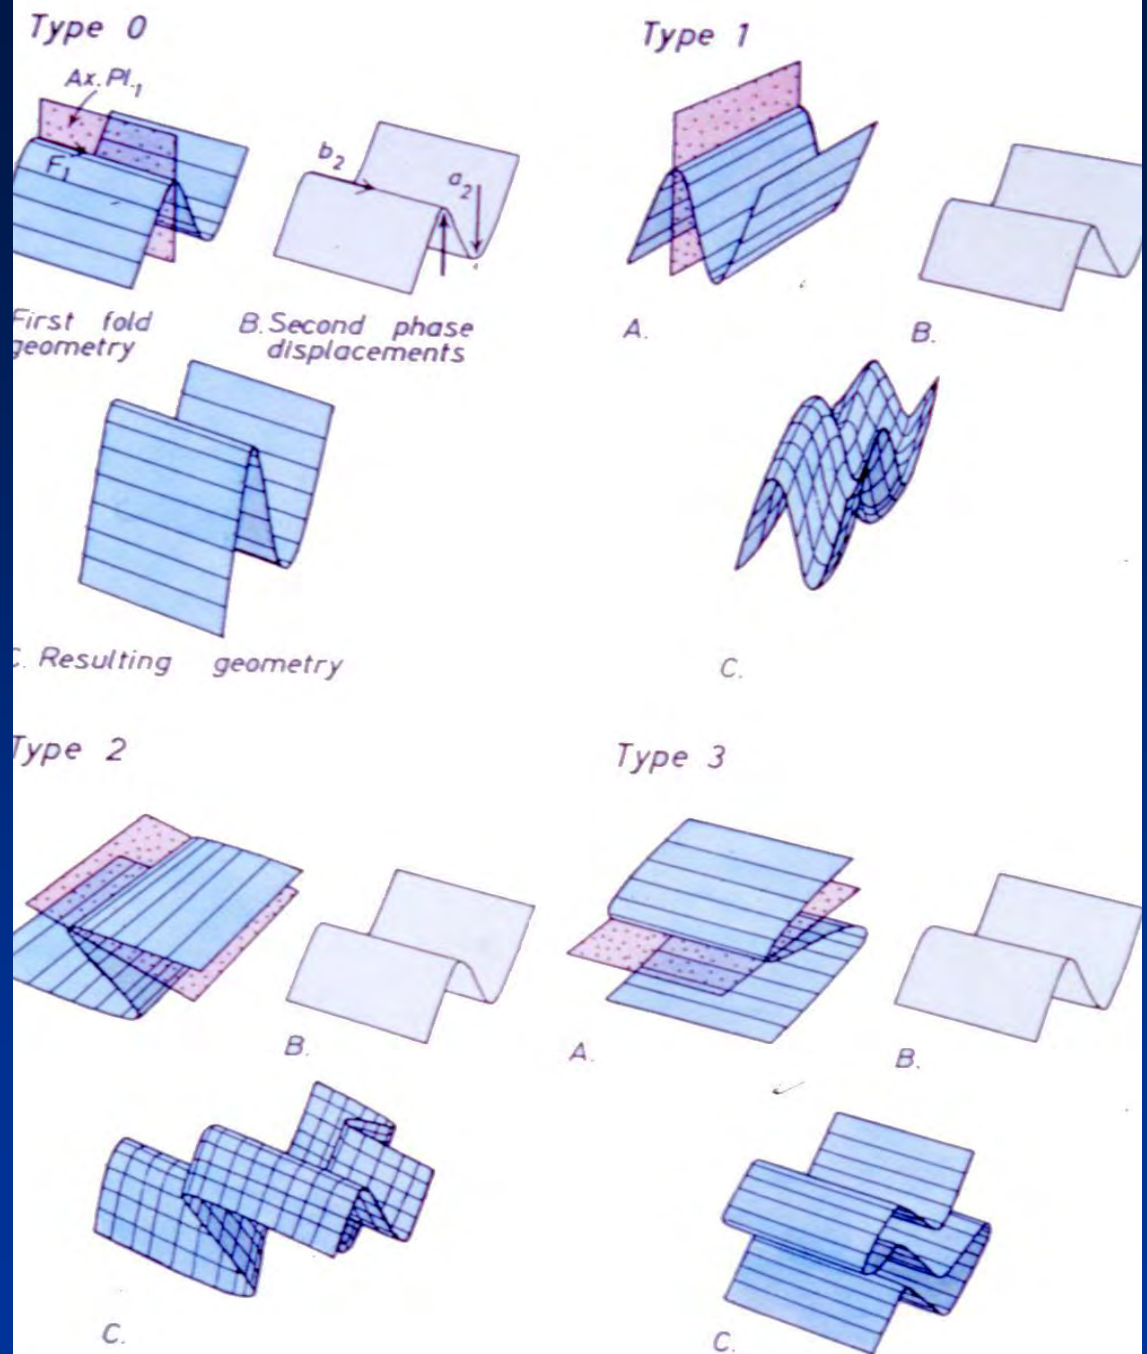 Type 0
Type 1
Ax. Pl.1
F1
b2
a2
First fold
geometry
B. Second phase
displacements
A.
B.
C. Resulting geometry
C.
Type 2
Type 3
B.
A.
B.
C.
C.